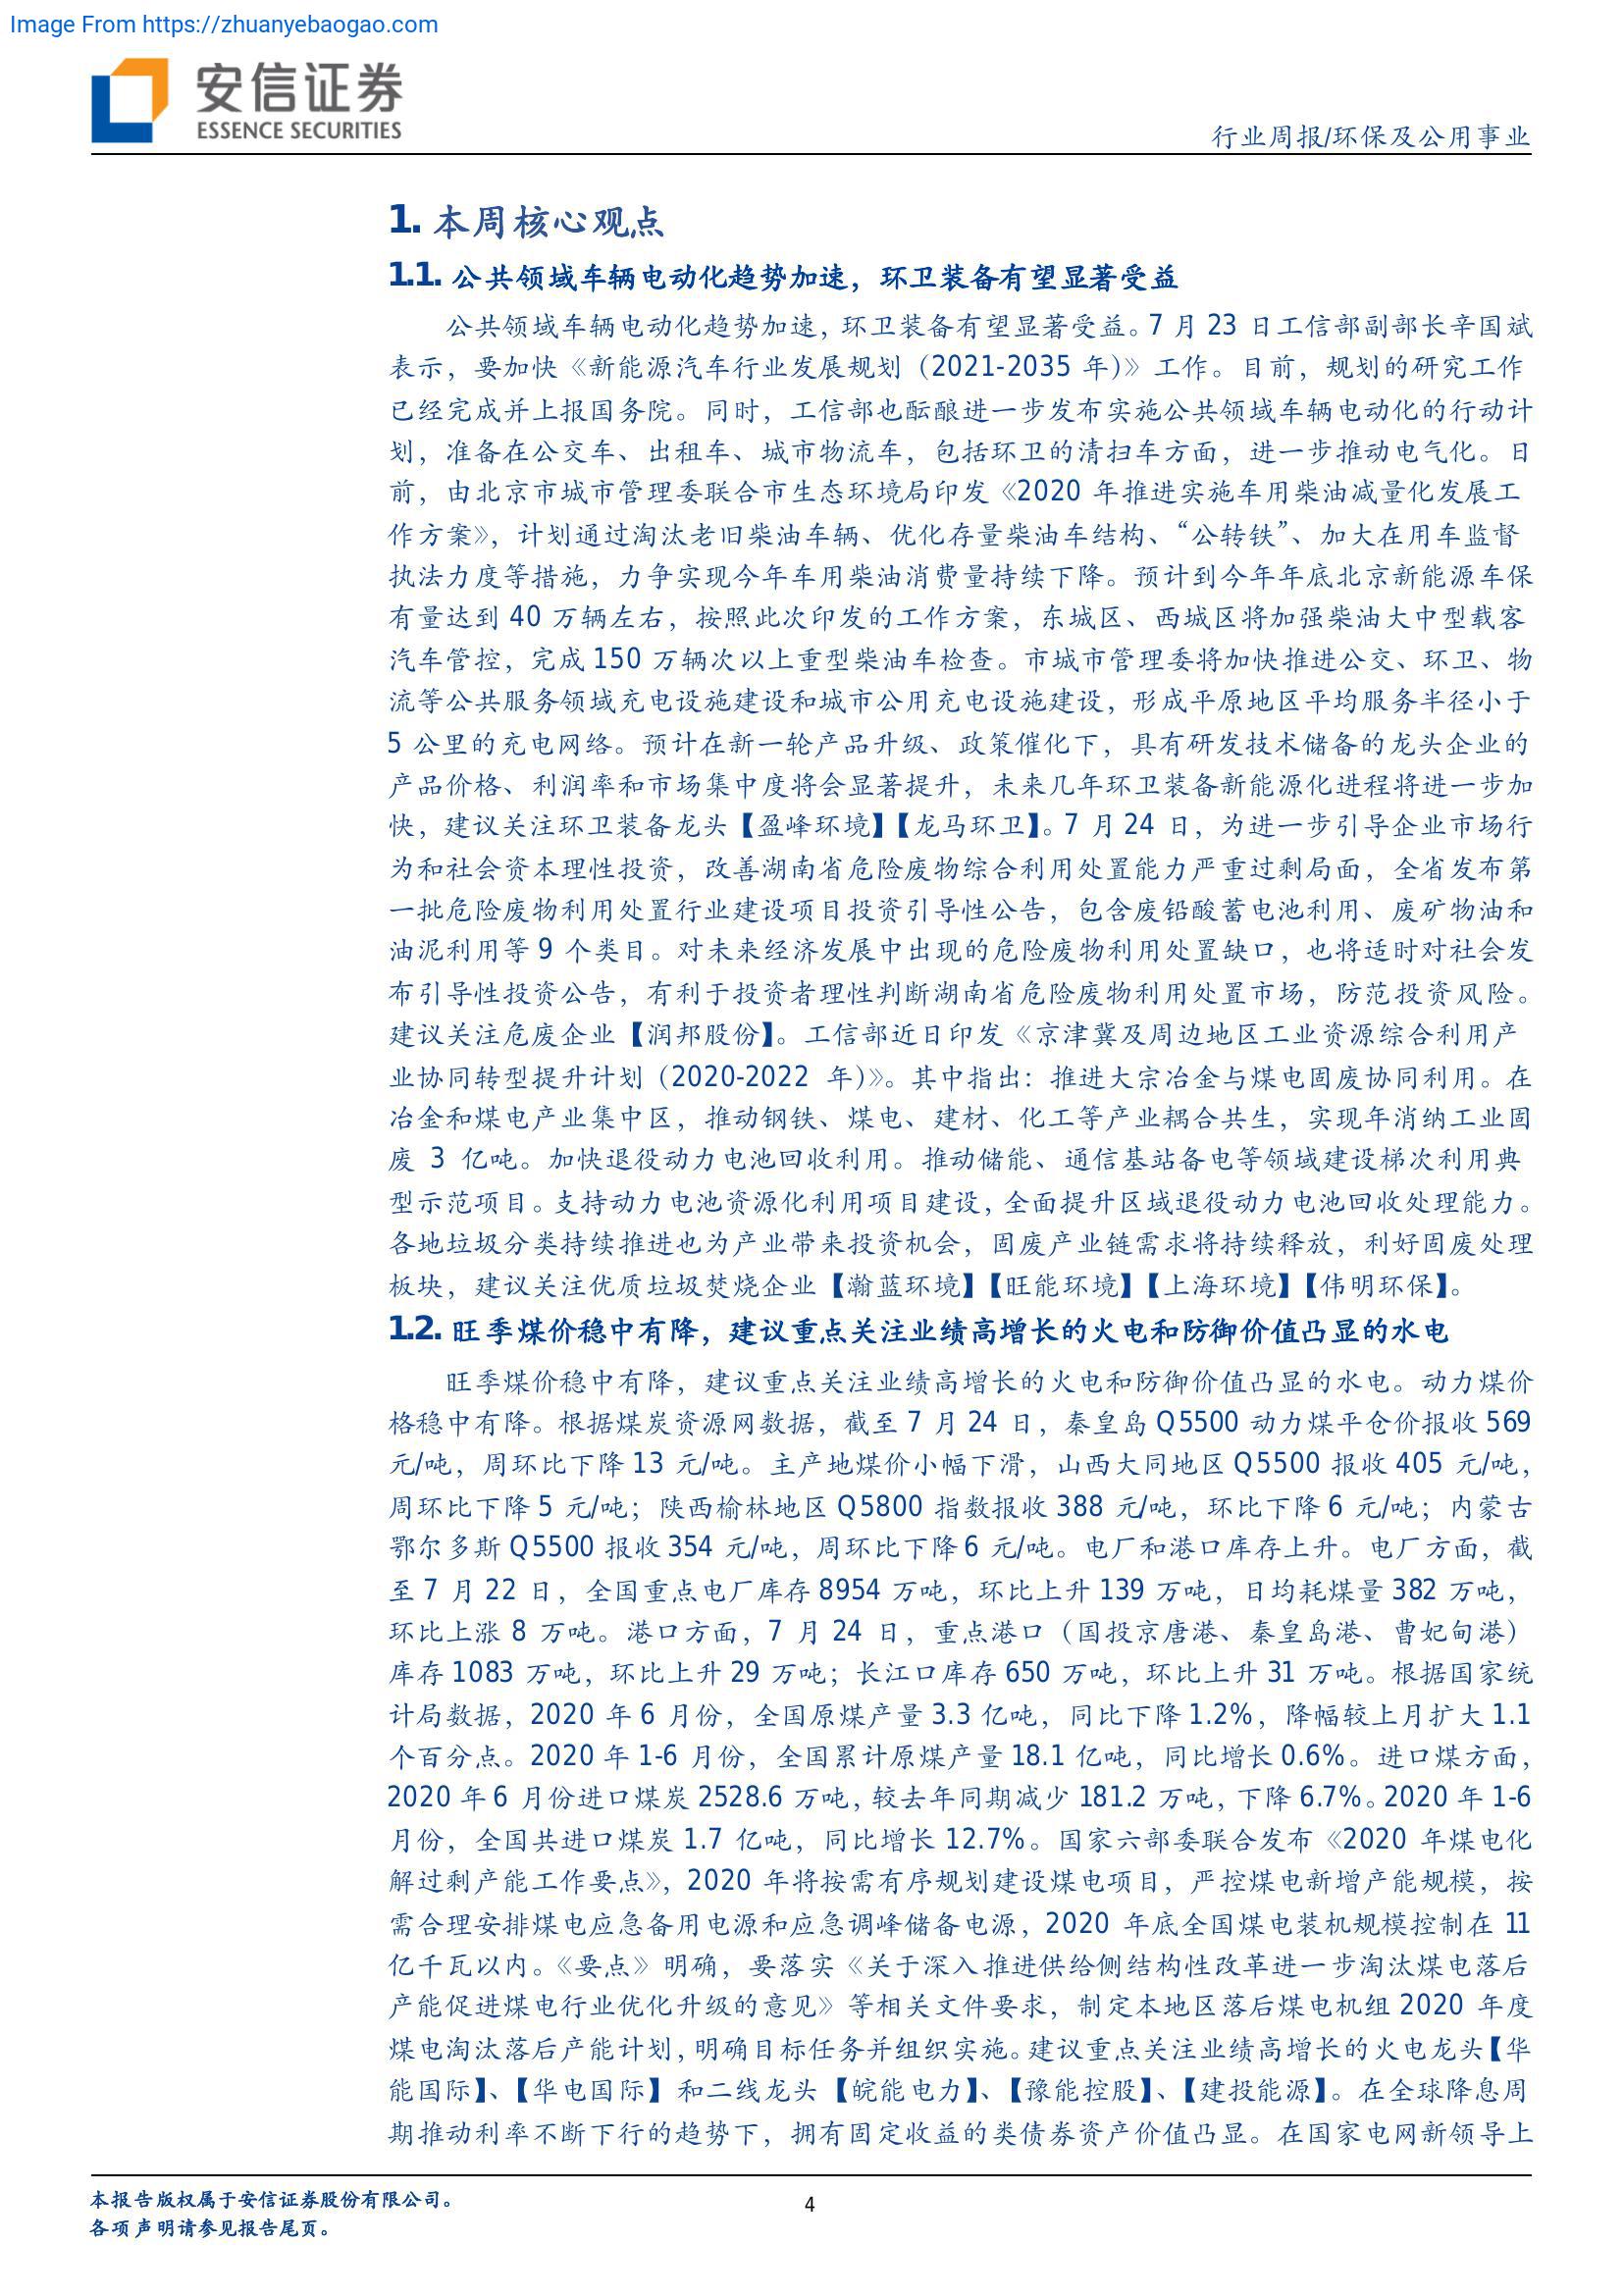 Image From https://zhuanyebaogao.com
安信证券
ESSENCE SECURITIES
行业周报/环保及公用事业
1. 本周核心观点
1.1. 公共领域车辆电动化趋势加速，环卫装备有望显著受益
公共领域车辆电动化趋势加速，环卫装备有望显著受益。7 月 23 日工信部副部长辛国斌
表示，要加快《新能源汽车行业发展规划（2021-2035 年）》工作。目前，规划的研究工作
已经完成并上报国务院。同时，工信部也酝酿进一步发布实施公共领域车辆电动化的行动计
划，准备在公交车、出租车、城市物流车，包括环卫的清扫车方面，进一步推动电气化。日
前，由北京市城市管理委联合市生态环境局印发《2020 年推进实施车用柴油减量化发展工
作方案》，计划通过淘汰老旧柴油车辆、优化存量柴油车结构、“公转铁”、加大在用车监督
执法力度等措施，力争实现今年车用柴油消费量持续下降。预计到今年年底北京新能源车保
有量达到 40 万辆左右，按照此次印发的工作方案，东城区、西城区将加强柴油大中型载客
汽车管控，完成 150 万辆次以上重型柴油车检查。市城市管理委将加快推进公交、环卫、物
流等公共服务领域充电设施建设和城市公用充电设施建设，形成平原地区平均服务半径小于
5 公里的充电网络。预计在新一轮产品升级、政策催化下，具有研发技术储备的龙头企业的
产品价格、利润率和市场集中度将会显著提升，未来几年环卫装备新能源化进程将进一步加
快，建议关注环卫装备龙头【盈峰环境】【龙马环卫】。7 月 24 日，为进一步引导企业市场行
为和社会资本理性投资，改善湖南省危险废物综合利用处置能力严重过剩局面，全省发布第
一批危险废物利用处置行业建设项目投资引导性公告，包含废铅酸蓄电池利用、废矿物油和
油泥利用等 9 个类目。对未来经济发展中出现的危险废物利用处置缺口，也将适时对社会发
布引导性投资公告，有利于投资者理性判断湖南省危险废物利用处置市场，防范投资风险。
建议关注危废企业【润邦股份】。工信部近日印发《京津冀及周边地区工业资源综合利用产
业协同转型提升计划（2020-2022 年）》。其中指出：推进大宗冶金与煤电固废协同利用。在
冶金和煤电产业集中区，推动钢铁、煤电、建材、化工等产业耦合共生，实现年消纳工业固
废 3 亿吨。加快退役动力电池回收利用。推动储能、通信基站备电等领域建设梯次利用典
型示范项目。支持动力电池资源化利用项目建设，全面提升区域退役动力电池回收处理能力。
各地垃圾分类持续推进也为产业带来投资机会，固废产业链需求将持续释放，利好固废处理
板块，建议关注优质垃圾焚烧企业【瀚蓝环境】【旺能环境】【上海环境】【伟明环保】。
1.2. 旺季煤价稳中有降，建议重点关注业绩高增长的火电和防御价值凸显的水电
旺季煤价稳中有降，建议重点关注业绩高增长的火电和防御价值凸显的水电。动力煤价
格稳中有降。根据煤炭资源网数据，截至 7 月 24 日，秦皇岛 Q5500 动力煤平仓价报收 569
元/吨，周环比下降 13 元/吨。主产地煤价小幅下滑，山西大同地区 Q5500 报收 405 元/吨，
周环比下降 5 元/吨；陕西榆林地区 Q5800 指数报收 388 元/吨，环比下降 6 元/吨；内蒙古
鄂尔多斯 Q5500 报收 354 元/吨，周环比下降 6 元/吨。电厂和港口库存上升。电厂方面，截
至 7 月 22 日，全国重点电厂库存 8954 万吨，环比上升 139 万吨，日均耗煤量 382 万吨，
环比上涨 8 万吨。港口方面，7 月 24 日，重点港口（国投京唐港、秦皇岛港、曹妃甸港）
库存 1083 万吨，环比上升 29 万吨；长江口库存 650 万吨，环比上升 31 万吨。根据国家统
计局数据，2020 年 6 月份，全国原煤产量 3.3 亿吨，同比下降 1.2%，降幅较上月扩大 1.1
个百分点。2020 年 1-6 月份，全国累计原煤产量 18.1 亿吨，同比增长 0.6%。进口煤方面，
2020 年 6 月份进口煤炭 2528.6 万吨，较去年同期减少 181.2 万吨，下降 6.7%。2020 年 1-6
月份，全国共进口煤炭 1.7 亿吨，同比增长 12.7%。国家六部委联合发布《2020 年煤电化
解过剩产能工作要点》，2020 年将按需有序规划建设煤电项目，严控煤电新增产能规模，按
需合理安排煤电应急备用电源和应急调峰储备电源，2020 年底全国煤电装机规模控制在 11
亿千瓦以内。《要点》明确，要落实《关于深入推进供给侧结构性改革进一步淘汰煤电落后
产能促进煤电行业优化升级的意见》等相关文件要求，制定本地区落后煤电机组 2020 年度
煤电淘汰落后产能计划，明确目标任务并组织实施。建议重点关注业绩高增长的火电龙头【华
能国际】、【华电国际】和二线龙头【皖能电力】、【豫能控股】、【建投能源】。在全球降息周
期推动利率不断下行的趋势下，拥有固定收益的类债券资产价值凸显。在国家电网新领导上
本报告版权属于安信证券股份有限公司。
各项声明请参见报告尾页。
4